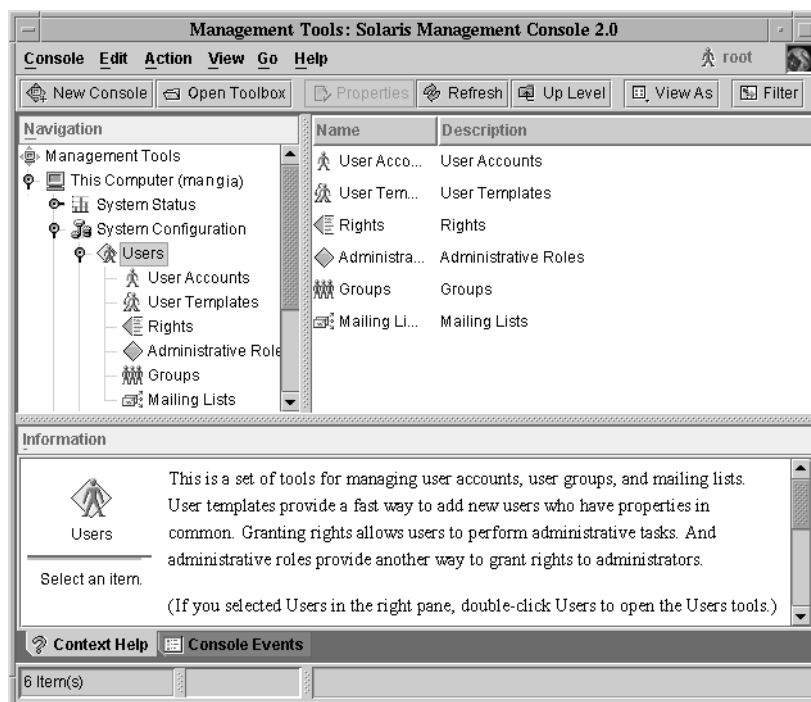 Management Tools: Solaris Management Console 2.0
Console Edit Action View Go Help root
New Console Open Toolbox Properties Refresh Up Level View As Filter
Navigation
Management Tools
This Computer (mangia)
System Status
System Configuration
Users
User Accounts
User Templates
Rights
Administrative Role
Groups
Mailing Lists
Name Description
User Acco... User Accounts
User Tem... User Templates
Rights Rights
Administra... Administrative Roles
Groups Groups
Mailing Li... Mailing Lists
Information
Users
Select an item.
This is a set of tools for managing user accounts, user groups, and mailing lists.
User templates provide a fast way to add new users who have properties in
common. Granting rights allows users to perform administrative tasks. And
administrative roles provide another way to grant rights to administrators.
(If you selected Users in the right pane, double-click Users to open the Users tools.)
Context Help Console Events
6 Item(s)